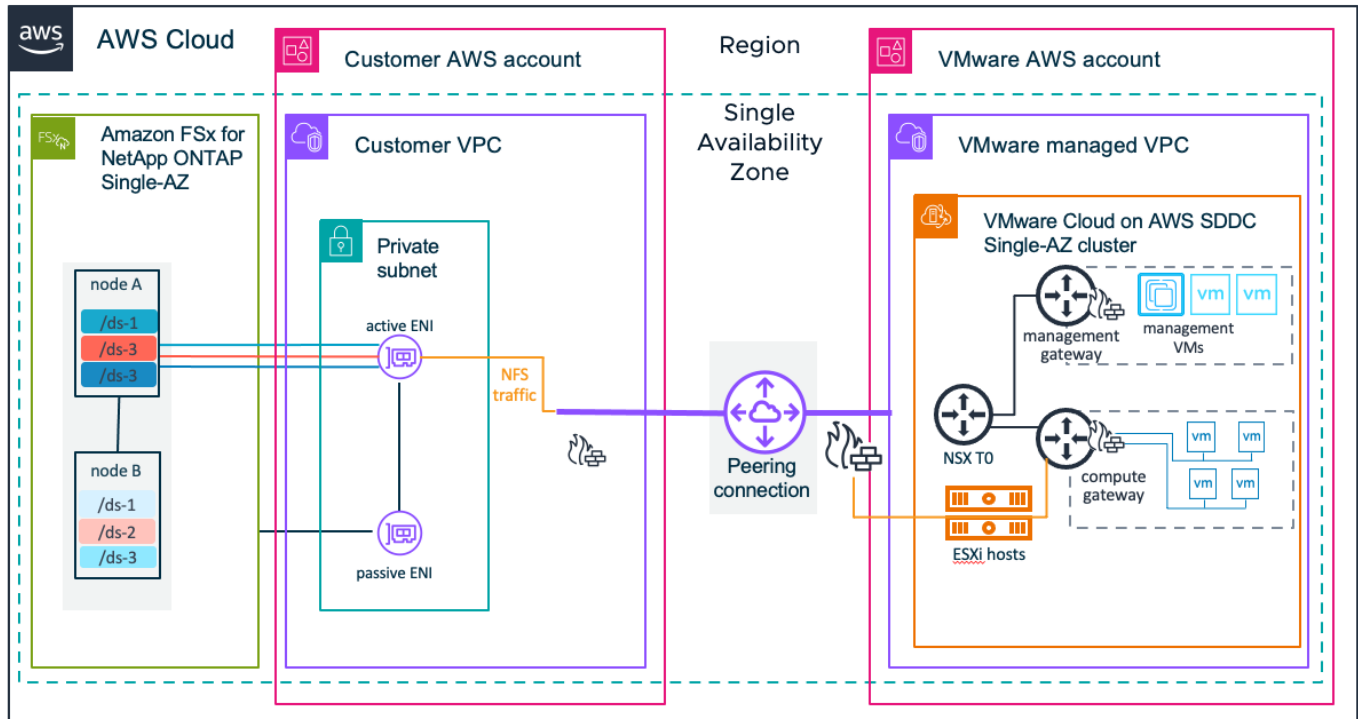 aws
AWS Cloud
Customer AWS account
Region
VMware AWS account
FSx
N
Amazon FSx for
NetApp ONTAP
Single-AZ
Customer VPC
Single
Availability
Zone
VMware managed VPC
VMware Cloud on AWS SDDC
Single-AZ cluster
Private
subnet
node A
/ds-1
/ds-3
/ds-3
active ENI
NFS
traffic
node B
/ds-1
/ds-2
/ds-3
passive ENI
Peering
connection
management
gateway
vm
vm
management
VMs
NSX T0
compute
gateway
vm
vm
vm
vm
ESXi hosts